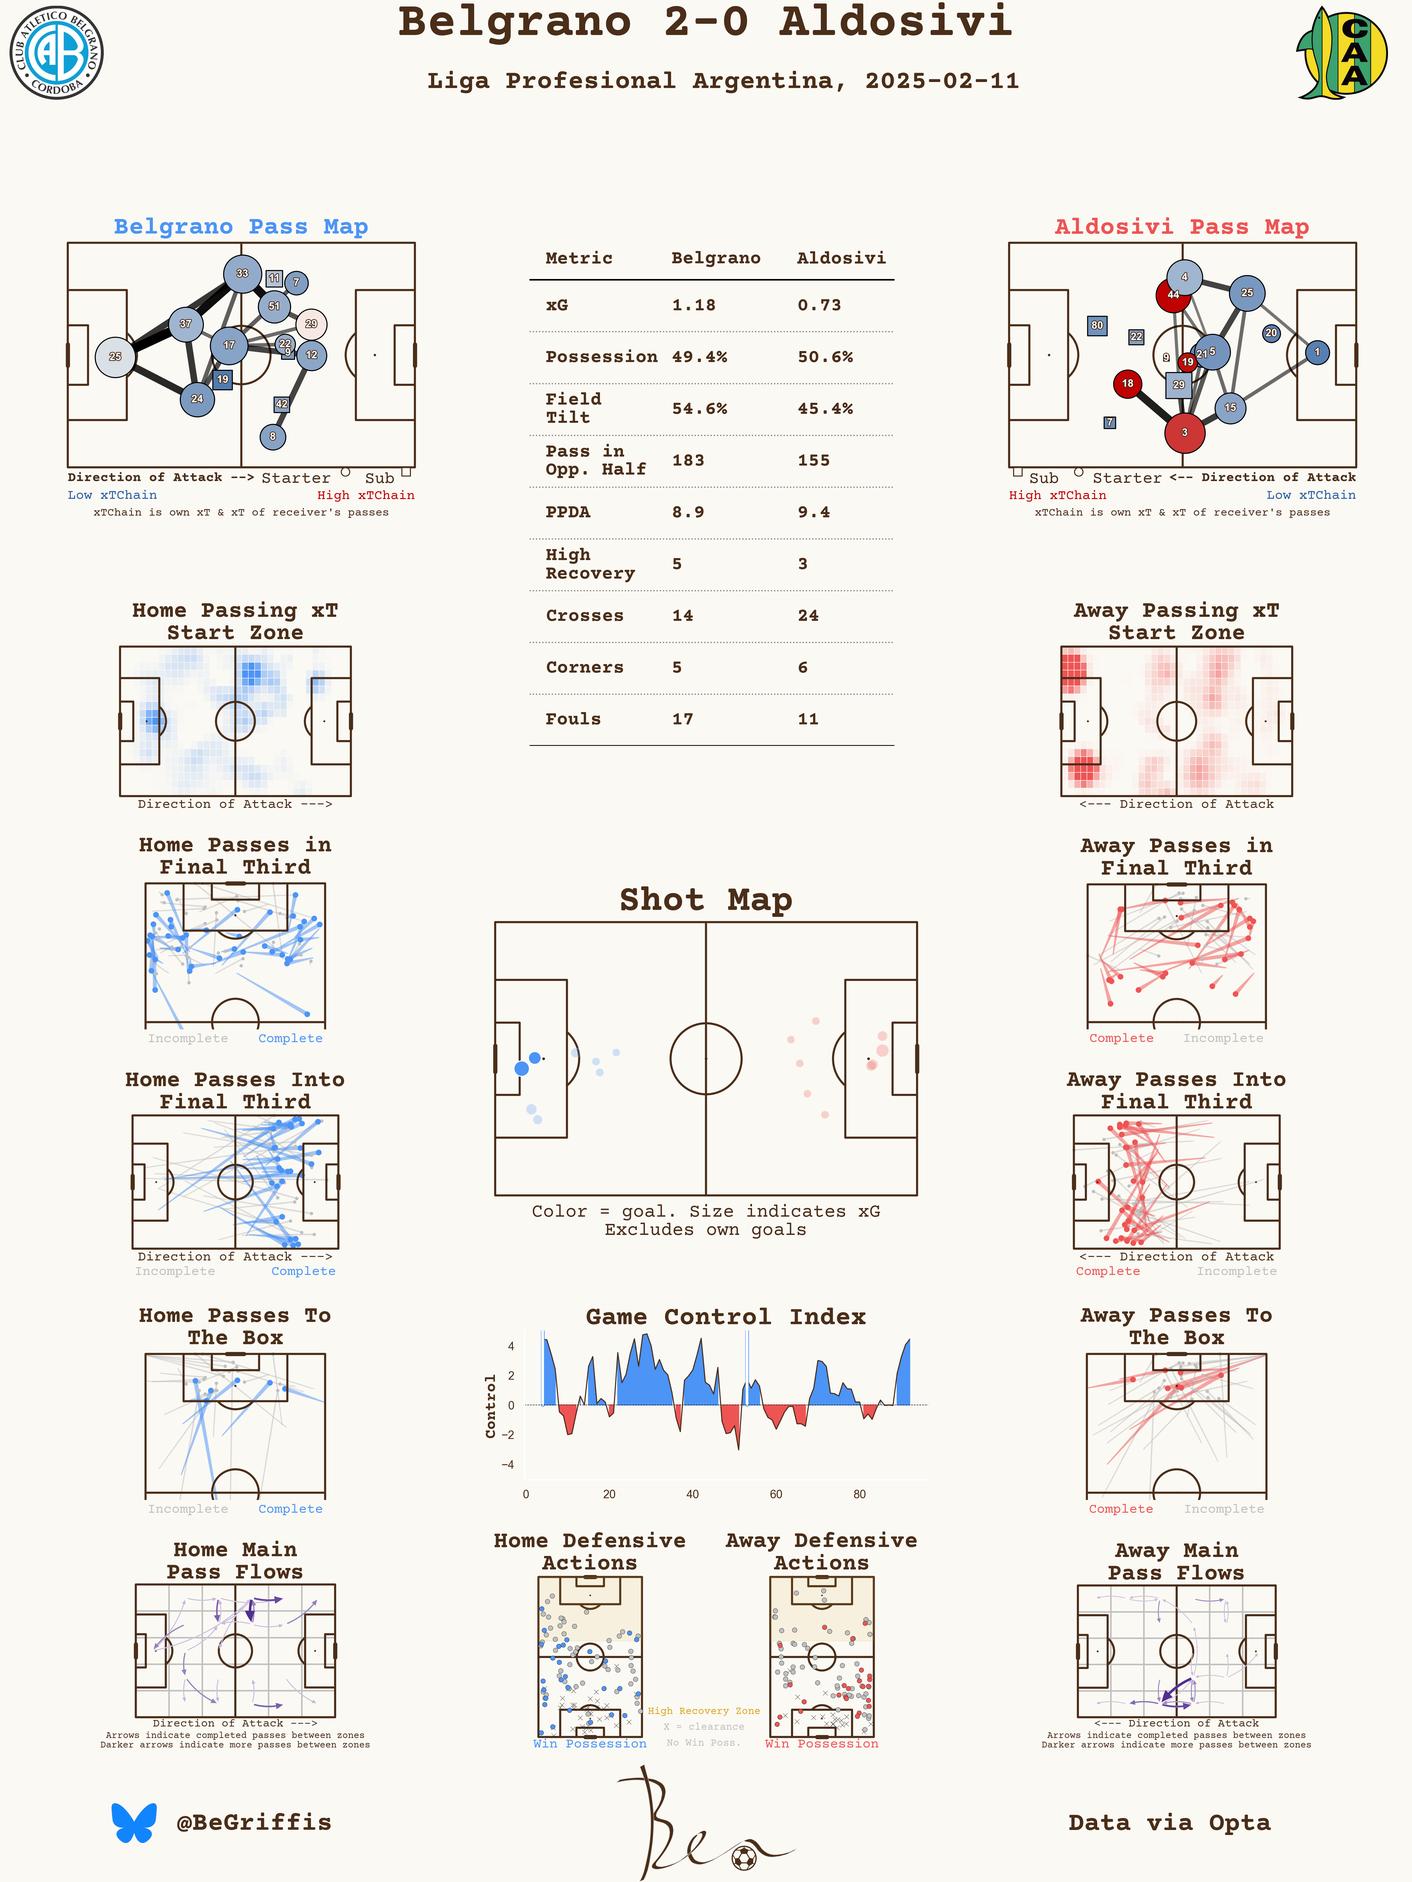 Belgrano 2-0 Aldosivi
Liga Profesional Argentina, 2025-02-11
CLUB ATLETICO BELGRANO
CORDOBA
CAB
C
A
A
Belgrano Pass Map
33
11
7
51
29
37
17
22
9
12
25
19
24
42
8
Direction of Attack --> Starter Sub
Low xTChain High xTChain
xTChain is own xT & xT of receiver's passes
Metric Belgrano Aldosivi
xG 1.18 0.73
Possession 49.4% 50.6%
Field
Tilt 54.6% 45.4%
Pass in
Opp. Half 183 155
PPDA 8.9 9.4
High
Recovery 5 3
Crosses 14 24
Corners 5 6
Fouls 17 11
Aldosivi Pass Map
4
44
25
80
22
20
5
21
1
9
19
18
29
15
7
3
Sub Starter <-- Direction of Attack
High xTChain Low xTChain
xTChain is own xT & xT of receiver's passes
Home Passing xT
Start Zone
Direction of Attack --->
Away Passing xT
Start Zone
<--- Direction of Attack
Home Passes in
Final Third
Incomplete Complete
Away Passes in
Final Third
Complete Incomplete
Shot Map
Color = goal. Size indicates xG
Excludes own goals
Home Passes Into
Final Third
Direction of Attack --->
Incomplete Complete
Away Passes Into
Final Third
<--- Direction of Attack
Complete Incomplete
Home Passes To
The Box
Incomplete Complete
Game Control Index
Control
4
2
0
−2
−4
0 20 40 60 80
Away Passes To
The Box
Complete Incomplete
Home Main
Pass Flows
Direction of Attack --->
Arrows indicate completed passes between zones
Darker arrows indicate more passes between zones
Home Defensive
Actions
Win Possession
Away Defensive
Actions
Win Possession
High Recovery Zone
X = clearance
No Win Poss.
Away Main
Pass Flows
<--- Direction of Attack
Arrows indicate completed passes between zones
Darker arrows indicate more passes between zones
@BeGriffis
Data via Opta